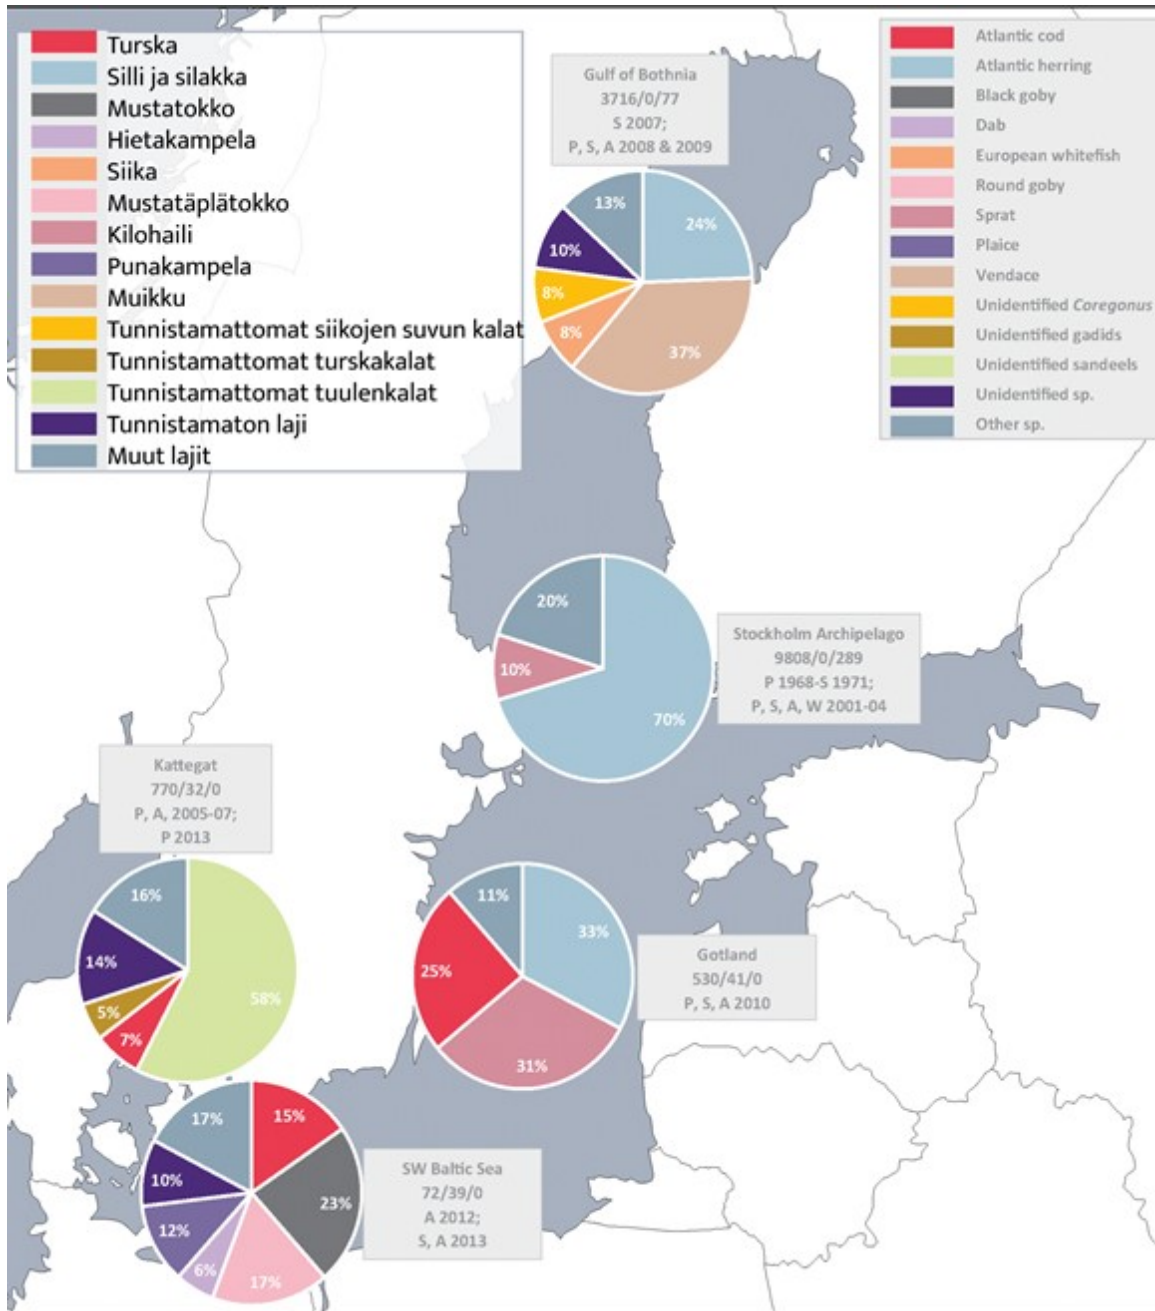 Turska
Silli ja silakka
Mustatokko
Hietakampela
Siika
Mustatäplätokko
Kilohaili
Punakampela
Muikku
Tunnistamattomat siikojen suvun kalat
Tunnistamattomat turskakalat
Tunnistamattomat tuulenkalat
Tunnistamaton laji
Muut lajit
Atlantic cod
Atlantic herring
Black goby
Dab
European whitefish
Round goby
Sprat
Plaice
Vendace
Unidentified Coregonus
Unidentified gadids
Unidentified sandeels
Unidentified sp.
Other sp.
Gulf of Bothnia
3716/0/77
S 2007;
P, S, A 2008 & 2009
13%
24%
10%
8%
8%
37%
Stockholm Archipelago
9808/0/289
P 1968-S 1971;
P, S, A, W 2001-04
20%
10%
70%
Kattegat
770/32/0
P, A, 2005-07;
P 2013
16%
14%
58%
5%
7%
Gotland
530/41/0
P, S, A 2010
11%
33%
25%
31%
SW Baltic Sea
72/39/0
A 2012;
S, A 2013
17%
15%
10%
23%
12%
6%
17%